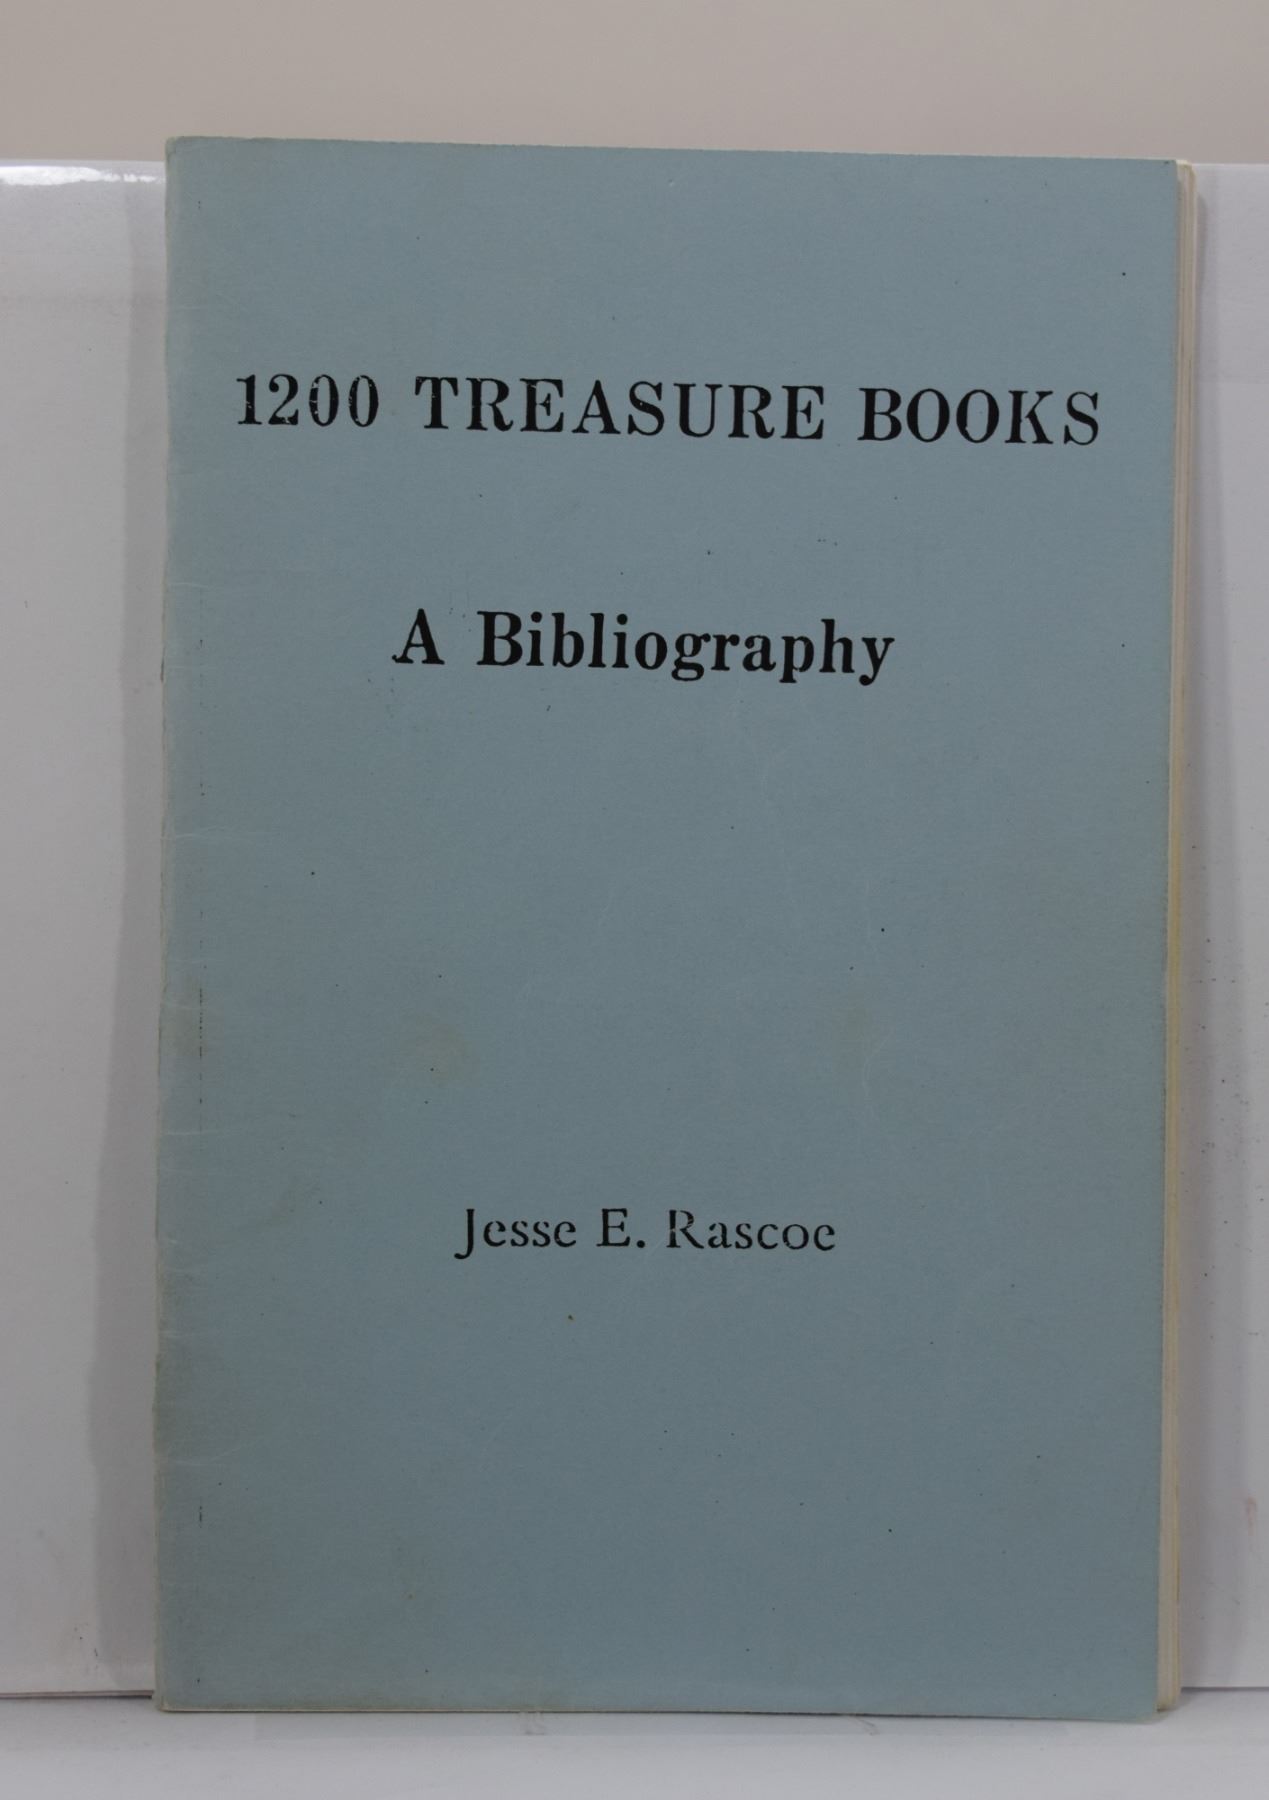 1200 TREASURE BOOKS
A Bibliography
Jesse E. Rascoe